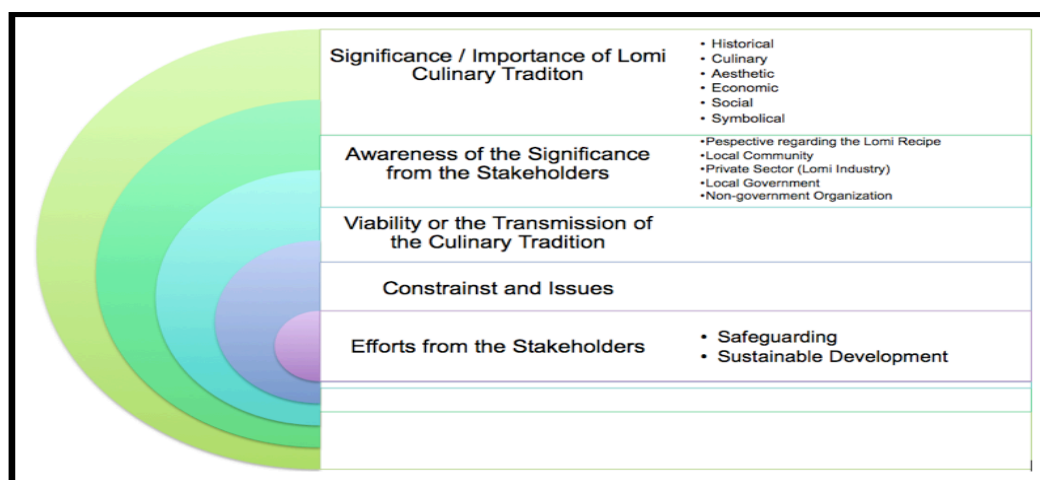 Significance / Importance of Lomi
Culinary Traditon
• Historical
• Culinary
• Aesthetic
• Economic
• Social
• Symbolical
Awareness of the Significance
from the Stakeholders
•Pespective regarding the Lomi Recipe
•Local Community
•Private Sector (Lomi Industry)
•Local Government
•Non-government Organization
Viability or the Transmission of
the Culinary Tradition
Constrainst and Issues
Efforts from the Stakeholders
• Safeguarding
• Sustainable Development